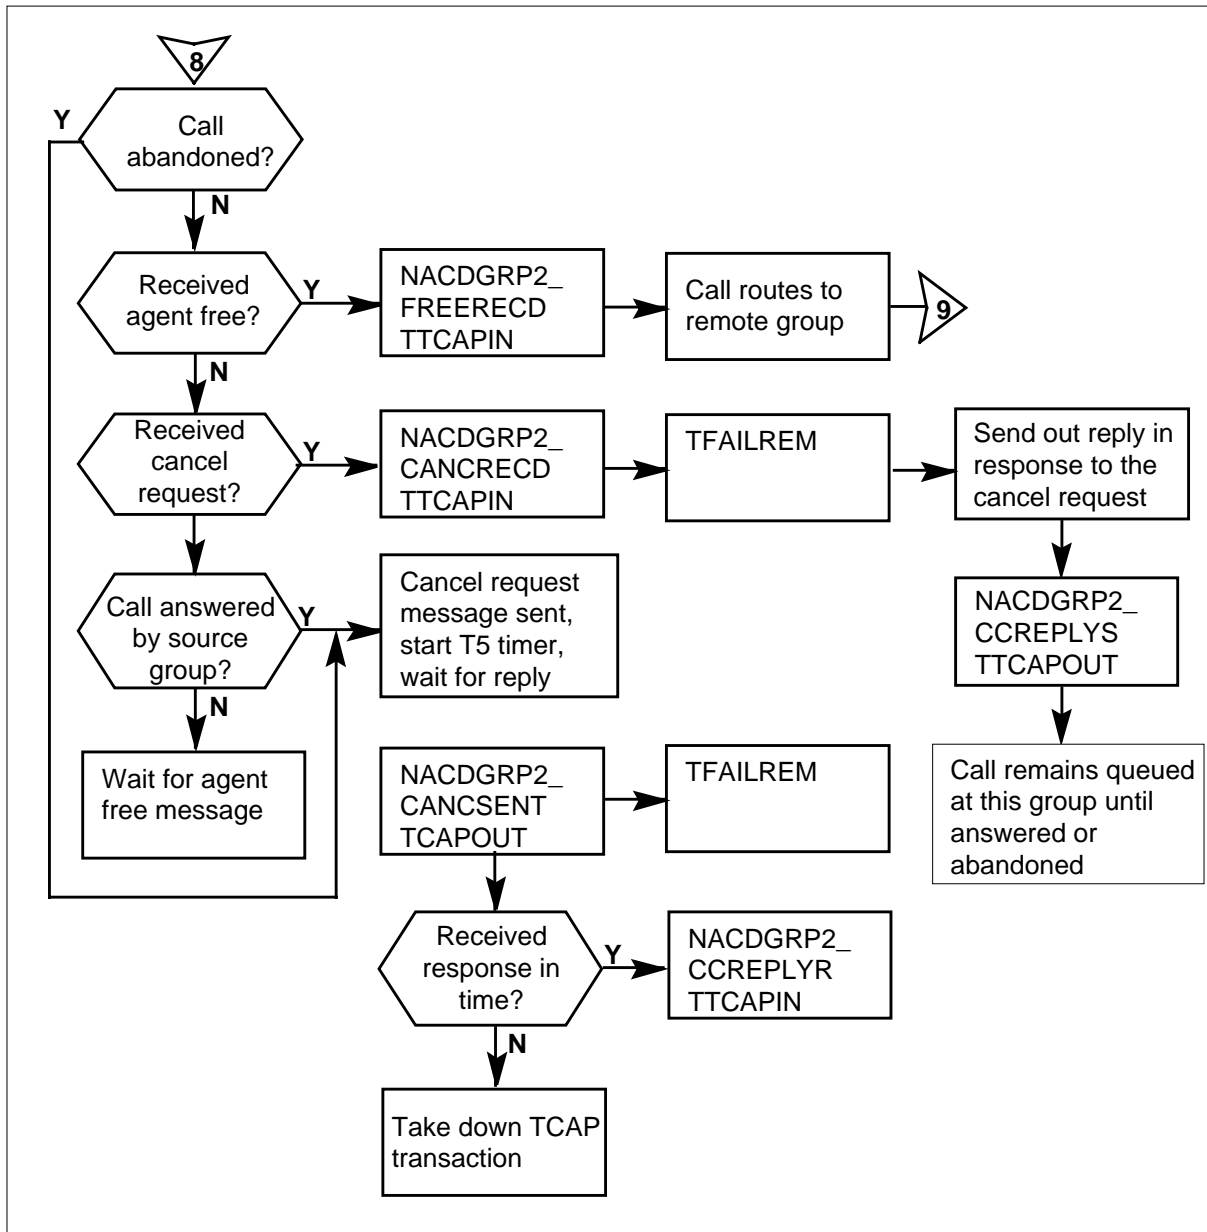 8
Y
Call
abandoned?
N
Received
agent free?
Y
NACDGRP2_
FREERECD
TTCAPIN
Call routes to
remote group
9
N
Received
cancel
request?
Y
NACDGRP2_
CANCRECD
TTCAPIN
TFAILREM
Send out reply in
response to the
cancel request
Call answered
by source
group?
Y
Cancel request
message sent,
start T5 timer,
wait for reply
NACDGRP2_
CCREPLYS
TTCAPOUT
N
Wait for agent
free message
NACDGRP2_
CANCSENT
TCAPOUT
TFAILREM
Call remains queued
at this group until
answered or
abandoned
Received
response in
time?
Y
NACDGRP2_
CCREPLYR
TTCAPIN
N
Take down TCAP
transaction